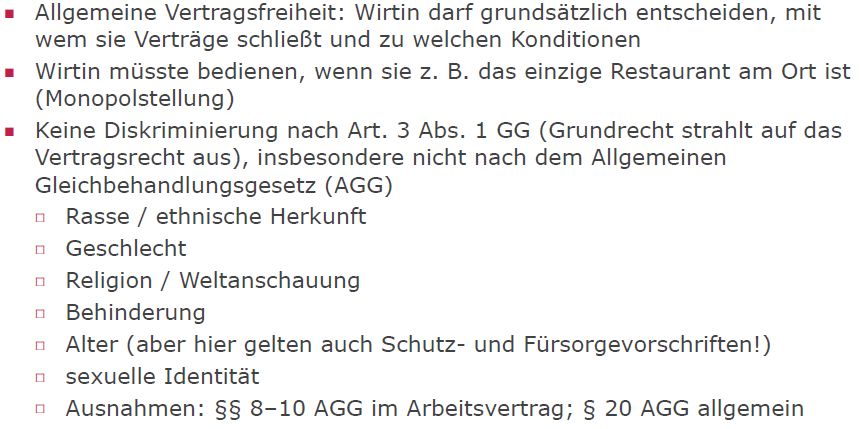 ▪ Allgemeine Vertragsfreiheit: Wirtin darf grundsätzlich entscheiden, mit
wem sie Verträge schließt und zu welchen Konditionen
▪ Wirtin müsste bedienen, wenn sie z. B. das einzige Restaurant am Ort ist
(Monopolstellung)
▪ Keine Diskriminierung nach Art. 3 Abs. 1 GG (Grundrecht strahlt auf das
Vertragsrecht aus), insbesondere nicht nach dem Allgemeinen
Gleichbehandlungsgesetz (AGG)
▫ Rasse / ethnische Herkunft
▫ Geschlecht
▫ Religion / Weltanschauung
▫ Behinderung
▫ Alter (aber hier gelten auch Schutz- und Fürsorgevorschriften!)
▫ sexuelle Identität
▫ Ausnahmen: §§ 8–10 AGG im Arbeitsvertrag; § 20 AGG allgemein